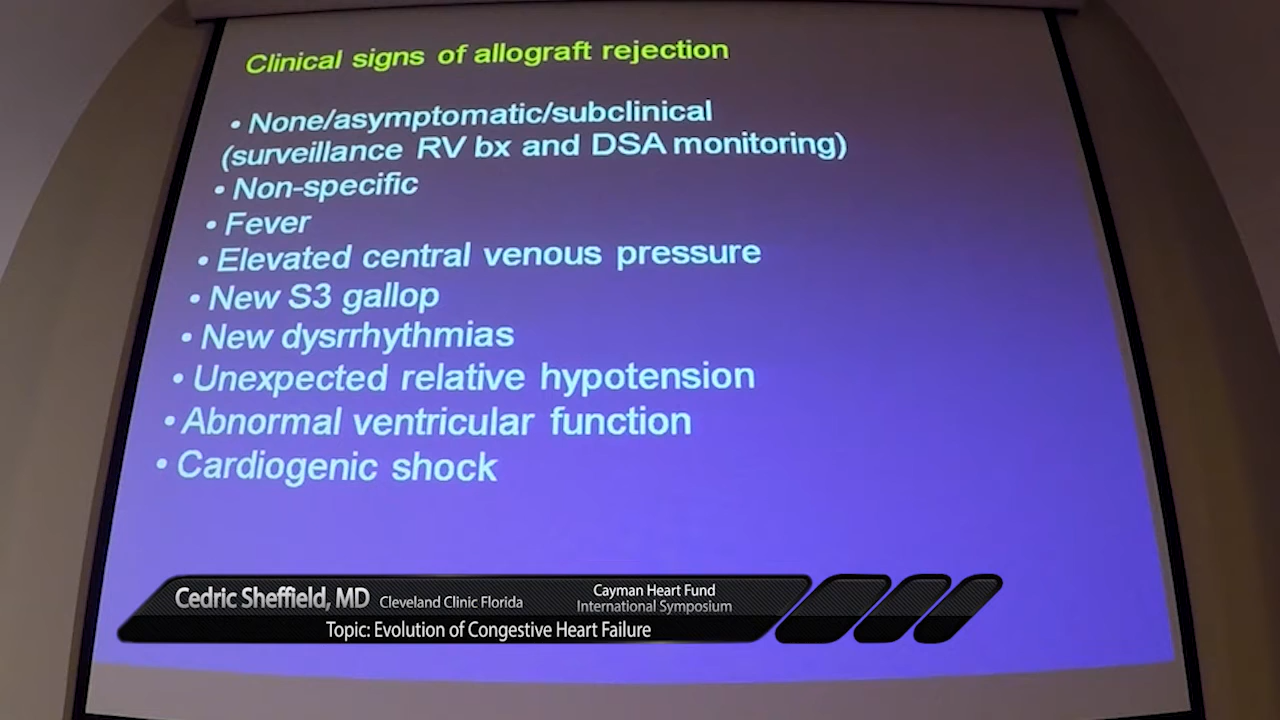 Clinical signs of allograft rejection
• None/asymptomatic/subclinical
(surveillance RV bx and DSA monitoring)
• Non-specific
• Fever
• Elevated central venous pressure
• New S3 gallop
• New dysrrhythmias
• Unexpected relative hypotension
• Abnormal ventricular function
• Cardiogenic shock
Cedric Sheffield, MD Cleveland Clinic Florida
Cayman Heart Fund
International Symposium
Topic: Evolution of Congestive Heart Failure